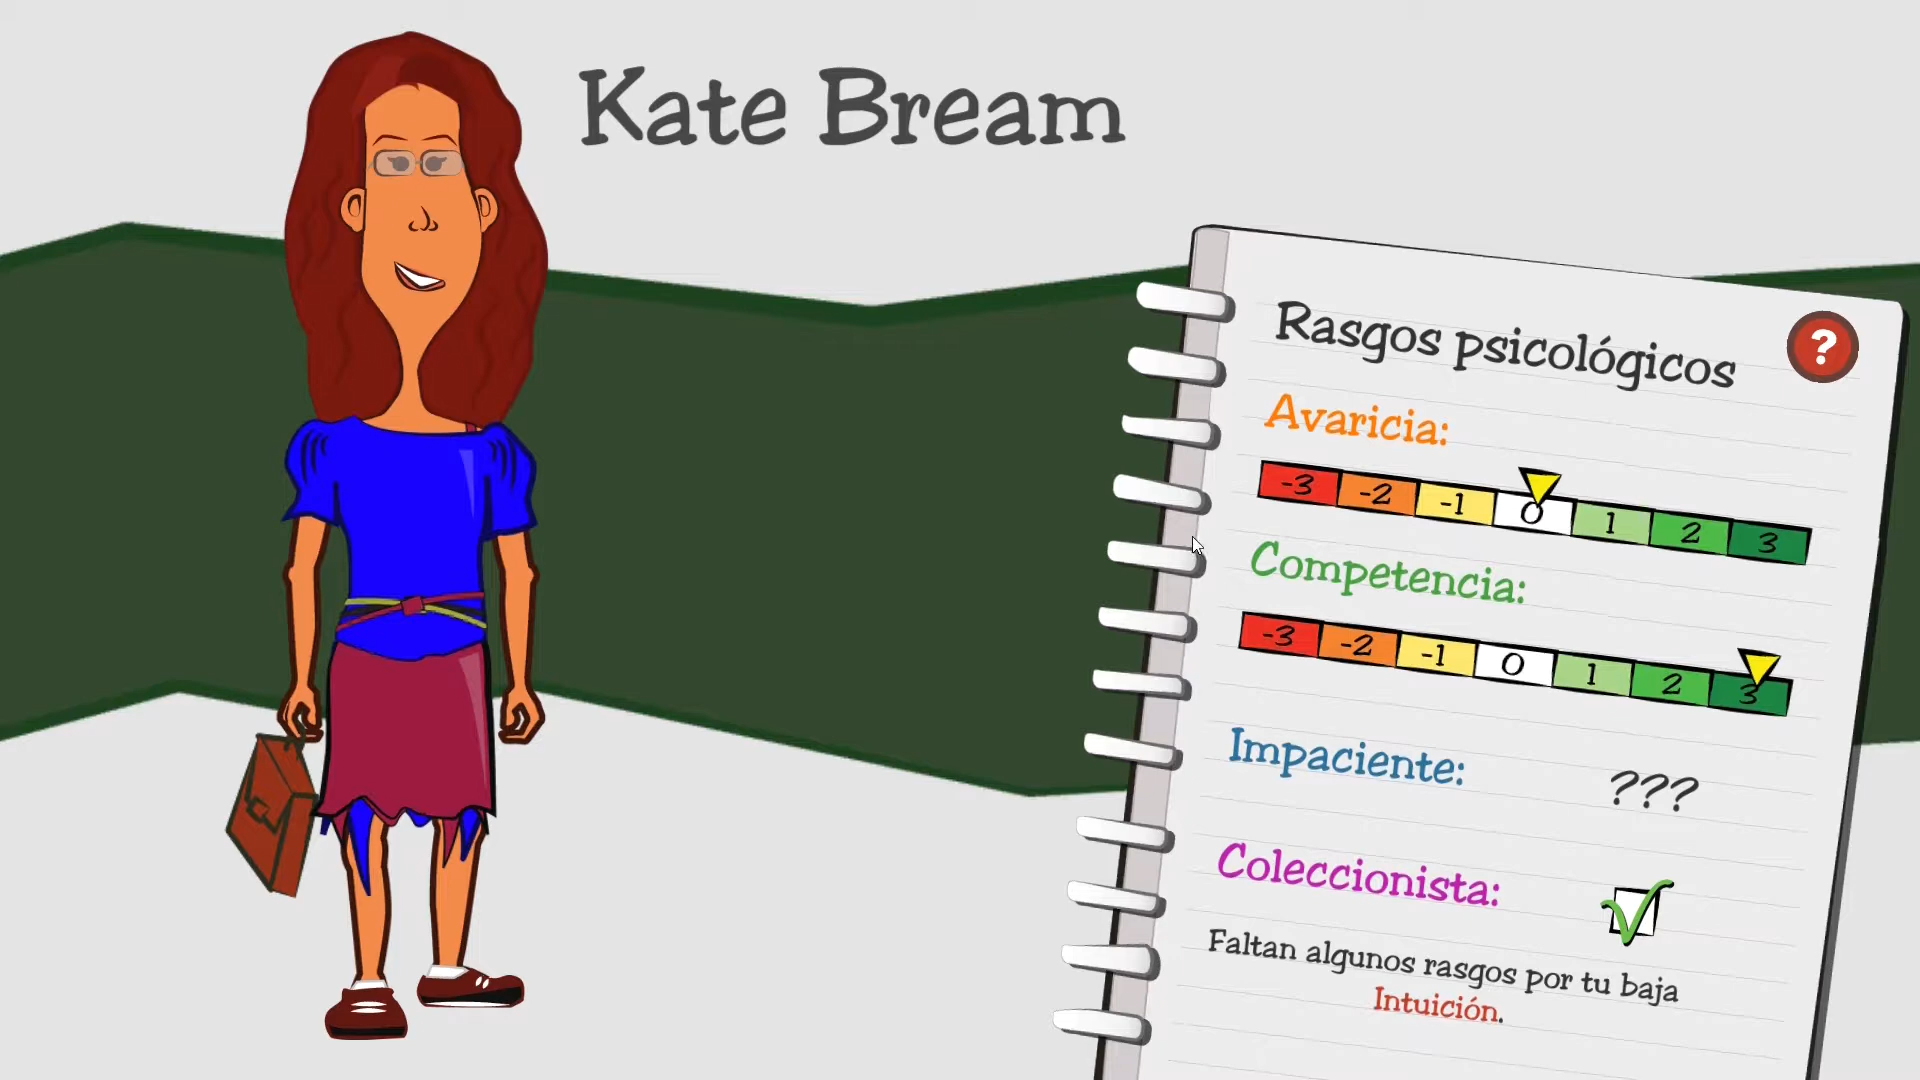 Kate Bream
Rasgos psicológicos
?
Avaricia:
-3 -2 -1 0 1 2 3
Competencia:
-3 -2 -1 0 1 2 3
Impaciente: ???
Coleccionista:
Faltan algunos rasgos por tu baja
Intuición.